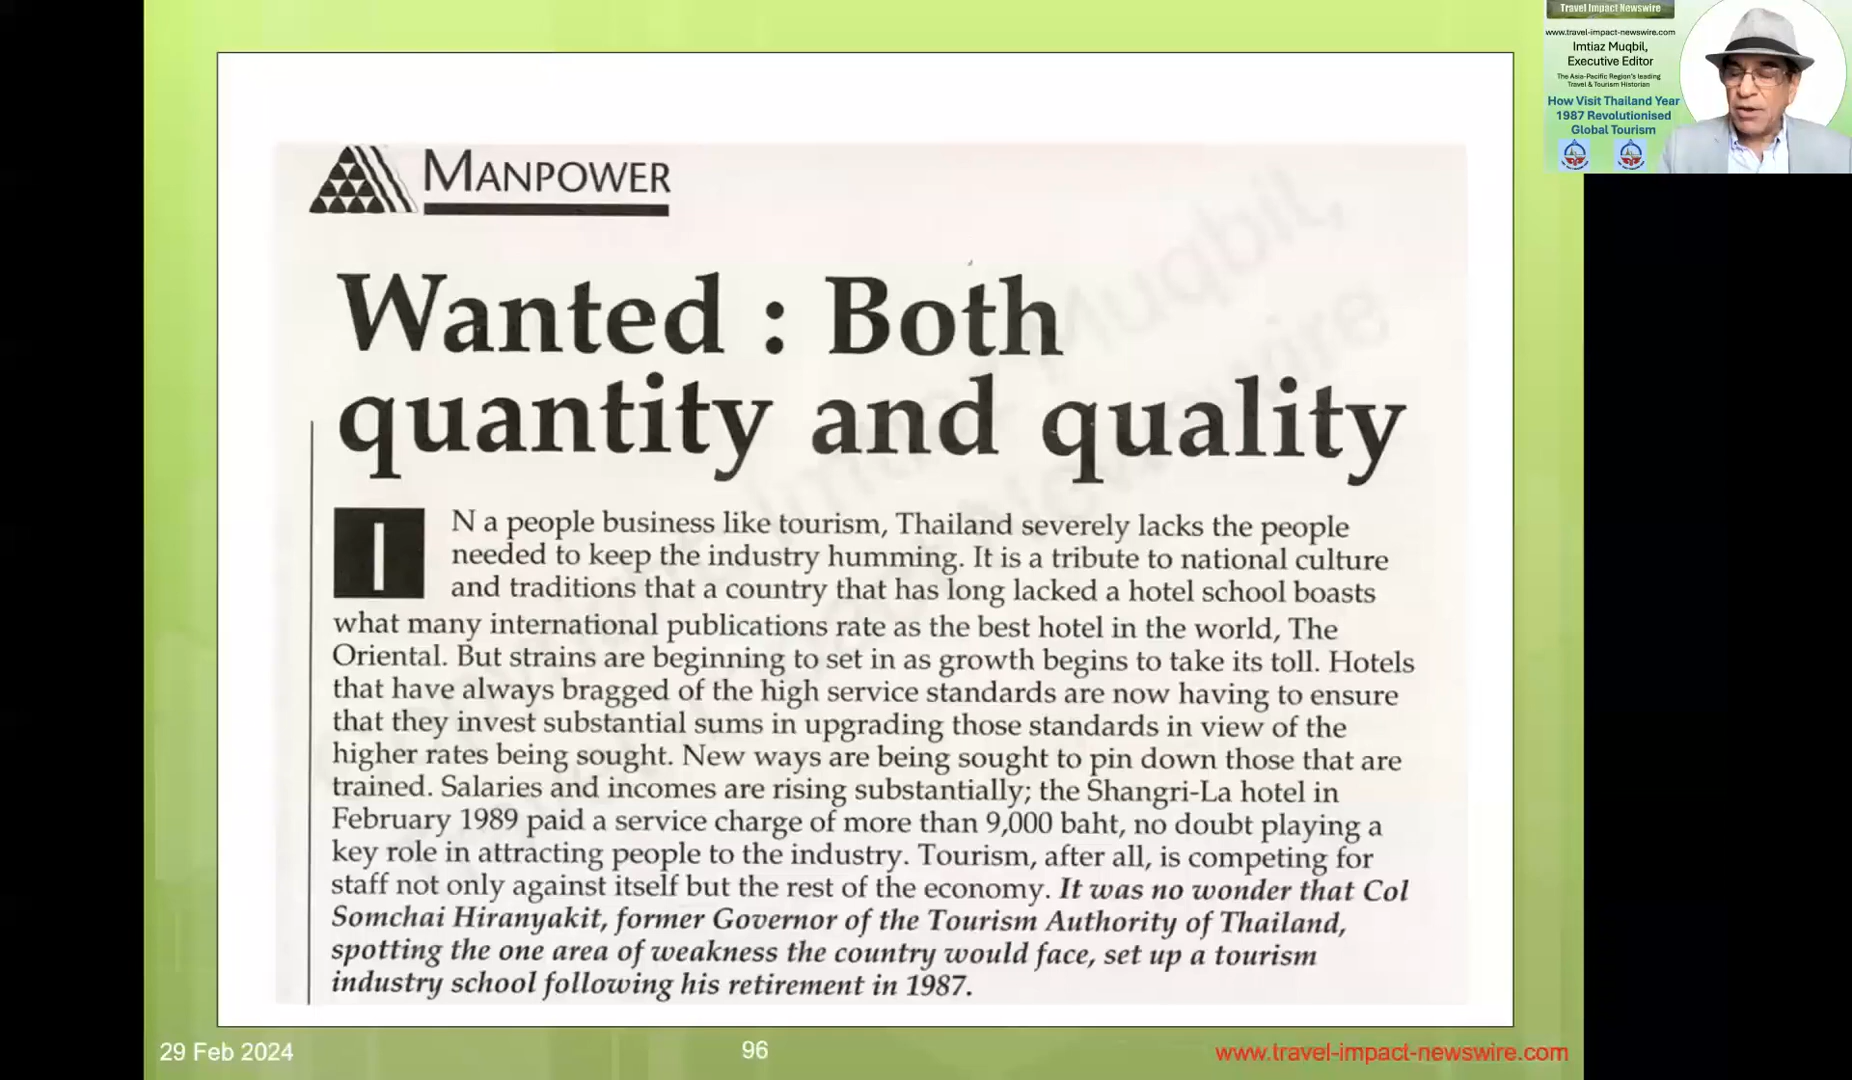 Travel Impact Newswire
www.travel-impact-newswire.com
Imtiaz Muqbil,
Executive Editor
The Asia-Pacific Region's leading
Travel & Tourism Historian
How Visit Thailand Year
1987 Revolutionised
Global Tourism
MANPOWER
Wanted : Both
quantity and quality
IN a people business like tourism, Thailand severely lacks the people
needed to keep the industry humming. It is a tribute to national culture
and traditions that a country that has long lacked a hotel school boasts
what many international publications rate as the best hotel in the world, The
Oriental. But strains are beginning to set in as growth begins to take its toll. Hotels
that have always bragged of the high service standards are now having to ensure
that they invest substantial sums in upgrading those standards in view of the
higher rates being sought. New ways are being sought to pin down those that are
trained. Salaries and incomes are rising substantially; the Shangri-La hotel in
February 1989 paid a service charge of more than 9,000 baht, no doubt playing a
key role in attracting people to the industry. Tourism, after all, is competing for
staff not only against itself but the rest of the economy. It was no wonder that Col
Somchai Hiranyakit, former Governor of the Tourism Authority of Thailand,
spotting the one area of weakness the country would face, set up a tourism
industry school following his retirement in 1987.
29 Feb 2024
96
www.travel-impact-newswire.com